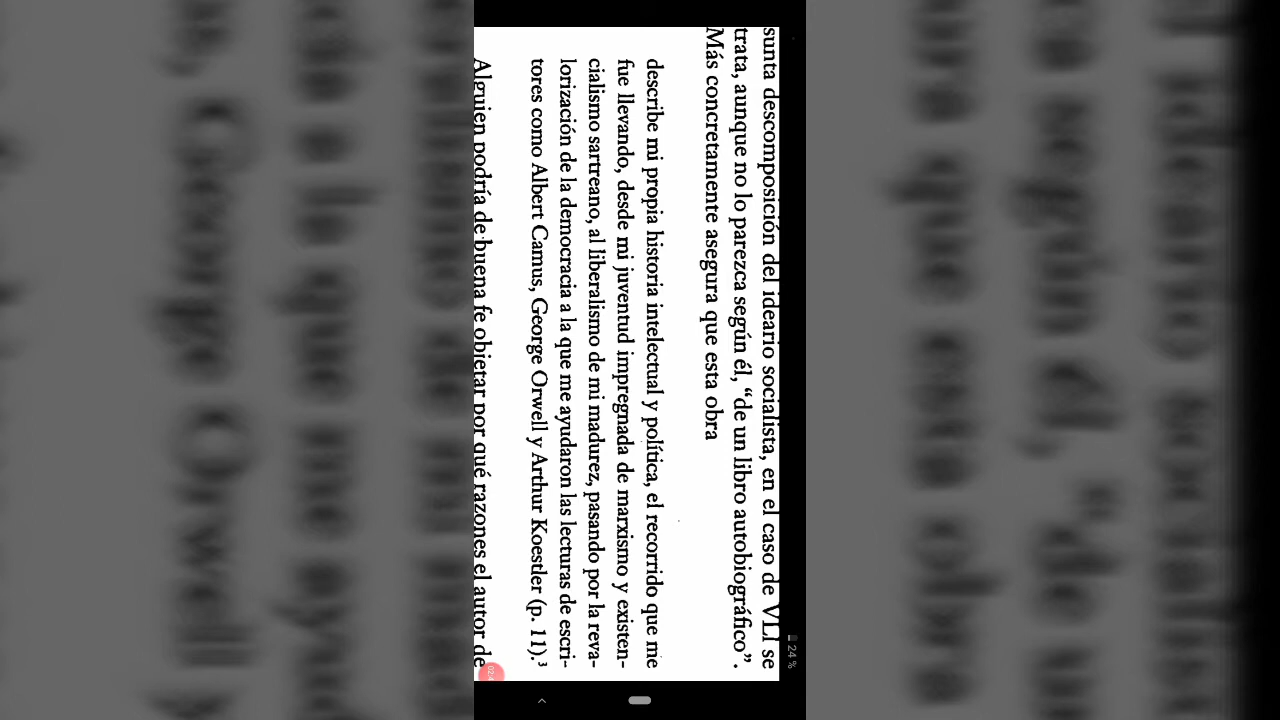 sunta descomposición del ideario socialista, en el caso de VLl se
trata, aunque no lo parezca según él, “de un libro autobiográfico”.
Más concretamente asegura que esta obra
describe mi propia historia intelectual y política, el recorrido que me
fue llevando, desde mi juventud impregnada de marxismo y existen-
cialismo sartreano, al liberalismo de mi madurez, pasando por la reva-
lorización de la democracia a la que me ayudaron las lecturas de escri-
tores como Albert Camus, George Orwell y Arthur Koestler (p. 11).³
Alguien podría de buena fe objetar por qué razones el autor de
24 %